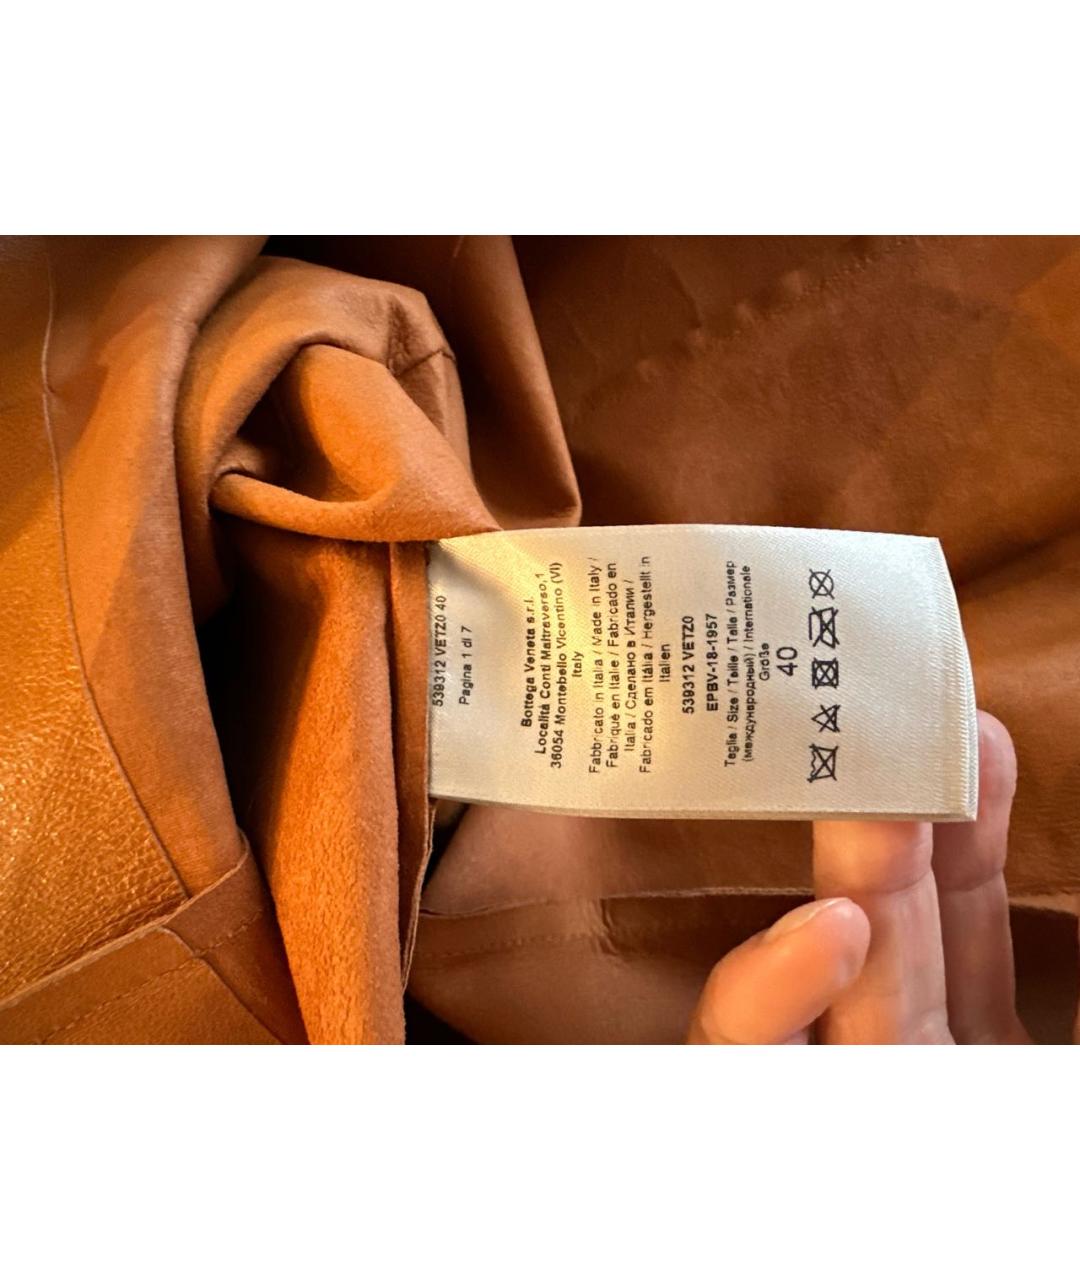 539312 VETZ0 40
Pagina 1 di 7
Bottega Veneta s.r.l.
Località Conti Maltraverso,1
36054 Montebello Vicentino (VI)
Italy
Fabbricato in Italia / Made in Italy /
Fabriqué en Italie / Fabricado en
Italia / Сделано в Италии /
Fabricado em Itália / Hergestellt in
Italien
539312 VETZ0
EPBV-18-1957
Taglia / Size / Taille / Talla / Размер
(международный) / Internationale
Größe
40